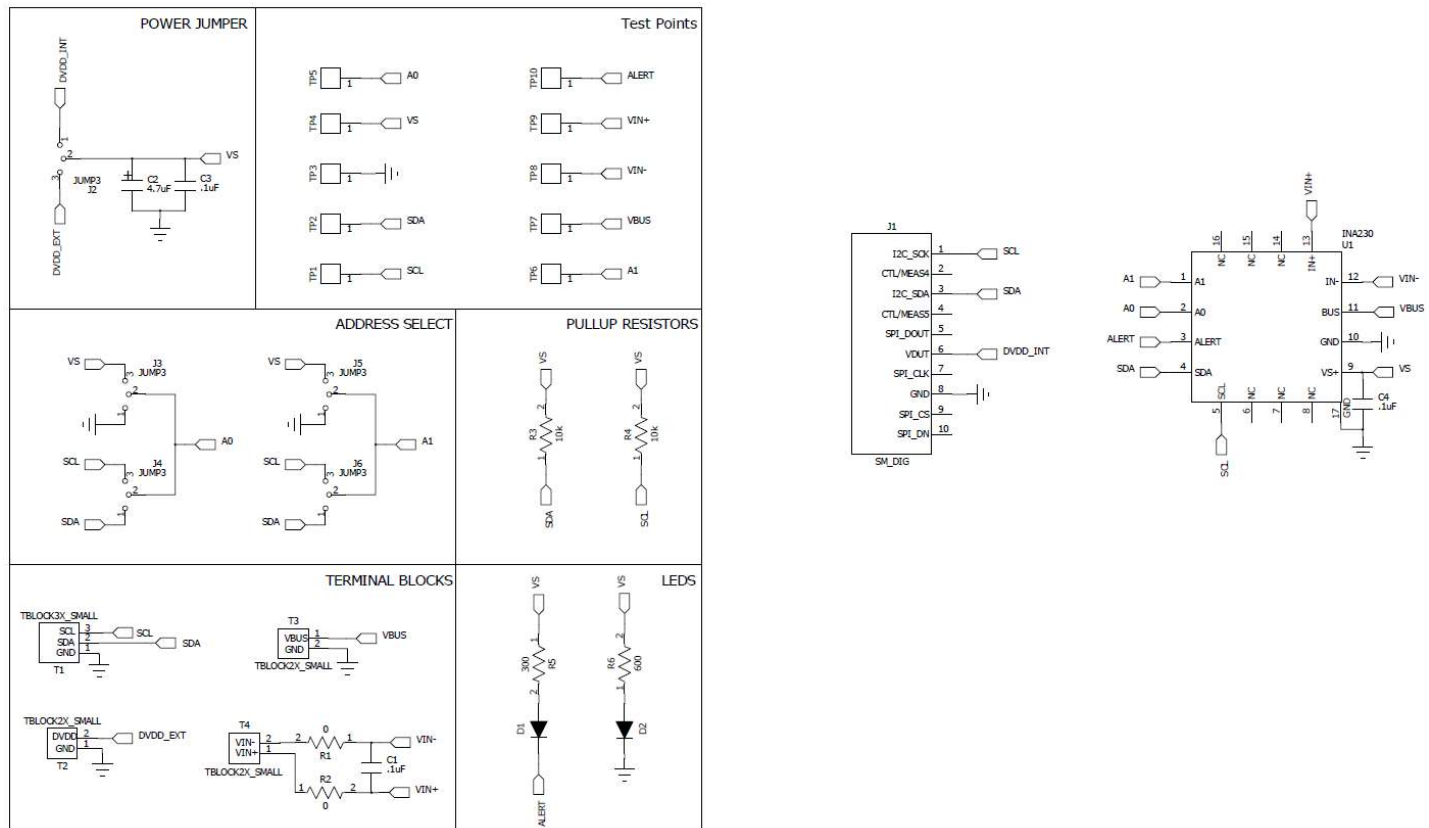 POWER JUMPER
DVDD_INT
1
2
3
JUMP3
J2
DVDD_EXT
C2
4.7uF
C3
.1uF
VS
Test Points
TP5 1 A0
TP4 1 VS
TP3 1
TP2 1 SDA
TP1 1 SCL
TP10 1 ALERT
TP9 1 VIN+
TP8 1 VIN-
TP7 1 VBUS
TP6 1 A1
ADDRESS SELECT
VS
J3
JUMP3
3
2
1
A0
SCL
J4
JUMP3
3
2
1
SDA
VS
J5
JUMP3
3
2
1
A1
SCL
J6
JUMP3
3
2
1
SDA
PULLUP RESISTORS
VS
2
R3
10k
1
SDA
VS
2
R4
10k
1
SCL
TERMINAL BLOCKS
TBLOCK3X_SMALL
SCL 3 SCL
SDA 2 SDA
GND 1
T1
T3
VBUS 1 VBUS
GND 2
TBLOCK2X_SMALL
TBLOCK2X_SMALL
DVDD 2 DVDD_EXT
GND 1
T2
T4
VIN- 2
VIN+ 1
TBLOCK2X_SMALL
0
2 1
R1
VIN-
C1
.1uF
R2
1 2
0
VIN+
LEDS
VS
1
300
R5
2
D1
ALERT
VS
2
R6
600
1
D2
J1
I2C_SCK 1 SCL
CTL/MEAS4 2
I2C_SDA 3 SDA
CTL/MEAS5 4
SPI_DOUT 5
VDUT 6 DVDD_INT
SPI_CLK 7
GND 8
SPI_CS 9
SPI_DN 10
SM_DIG
VIN+
INA230
U1
16 15 14 13
NC NC NC IN+
A1 1 A1
A0 2 A0
ALERT 3 ALERT
SDA 4 SDA
IN- 12 VIN-
BUS 11 VBUS
GND 10
VS+ 9 VS
SCL NC NC NC GND
5 6 7 8 17
C4
.1uF
SCL